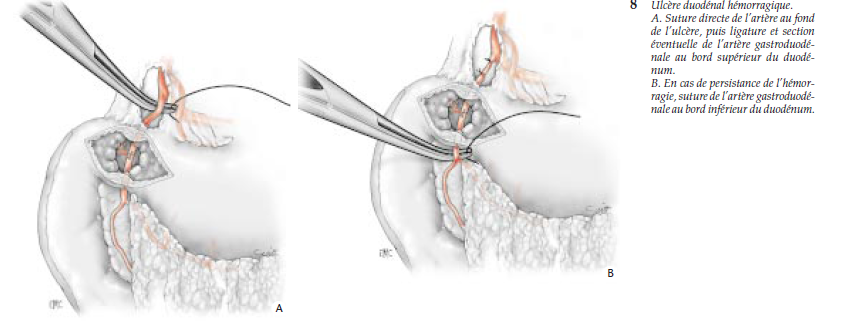 8 Ulcère duodénal hémorragique.
A. Suture directe de l'artère au fond
de l'ulcère, puis ligature et section
éventuelle de l'artère gastroduodé-
nale au bord supérieur du duodé-
num.
B. En cas de persistance de l'hémor-
ragie, suture de l'artère gastroduodé-
nale au bord inférieur du duodénum.
A
B